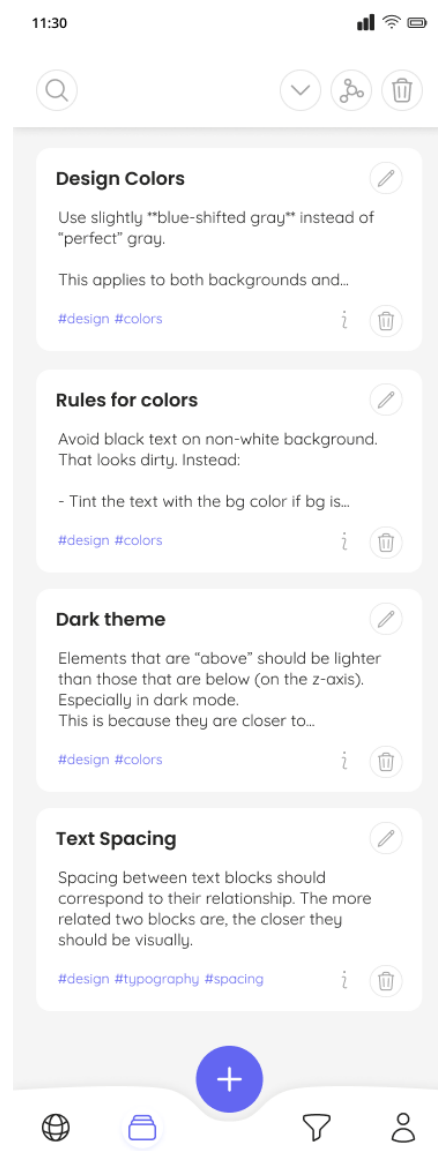 11:30
Design Colors
Use slightly **blue-shifted gray** instead of
“perfect” gray.
This applies to both backgrounds and...
#design #colors
i
Rules for colors
Avoid black text on non-white background.
That looks dirty. Instead:
- Tint the text with the bg color if bg is...
#design #colors
i
Dark theme
Elements that are “above” should be lighter
than those that are below (on the z-axis).
Especially in dark mode.
This is because they are closer to...
#design #colors
i
Text Spacing
Spacing between text blocks should
correspond to their relationship. The more
related two blocks are, the closer they
should be visually.
#design #typography #spacing
i